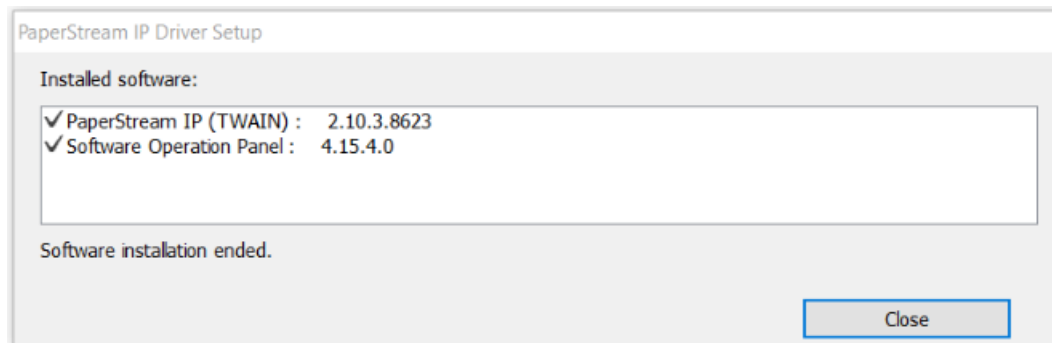 PaperStream IP Driver Setup
Installed software:
PaperStream IP (TWAIN) : 2.10.3.8623
Software Operation Panel : 4.15.4.0
Software installation ended.
Close